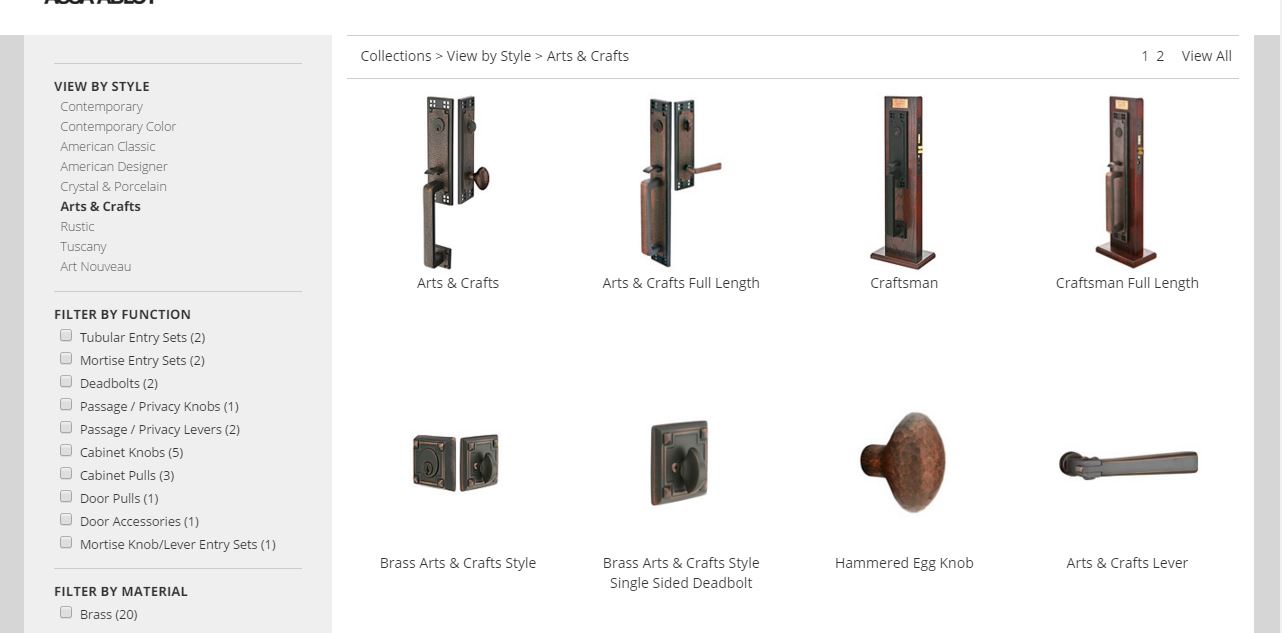 Collections > View by Style > Arts & Crafts
1 2 View All
VIEW BY STYLE
Contemporary
Contemporary Color
American Classic
American Designer
Crystal & Porcelain
Arts & Crafts
Rustic
Tuscany
Art Nouveau
FILTER BY FUNCTION
Tubular Entry Sets (2)
Mortise Entry Sets (2)
Deadbolts (2)
Passage / Privacy Knobs (1)
Passage / Privacy Levers (2)
Cabinet Knobs (5)
Cabinet Pulls (3)
Door Pulls (1)
Door Accessories (1)
Mortise Knob/Lever Entry Sets (1)
FILTER BY MATERIAL
Brass (20)
Arts & Crafts
Arts & Crafts Full Length
Craftsman
Craftsman Full Length
Brass Arts & Crafts Style
Brass Arts & Crafts Style
Single Sided Deadbolt
Hammered Egg Knob
Arts & Crafts Lever